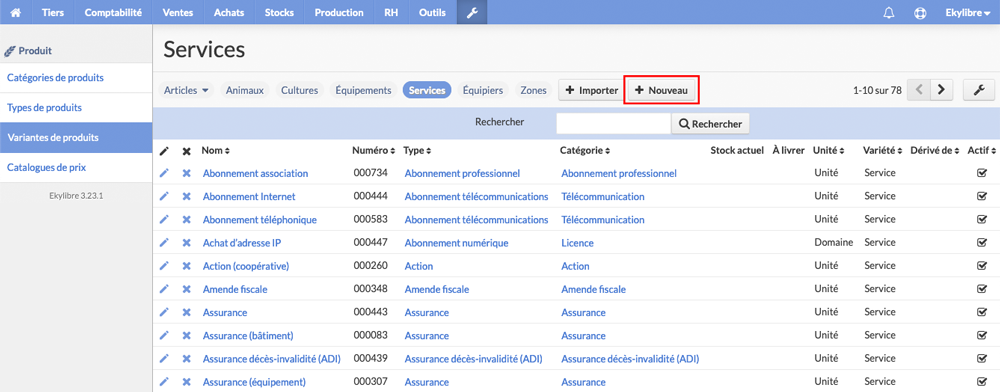 Tiers Comptabilité Ventes Achats Stocks Production RH Outils Ekylibre
Produit
Catégories de produits
Types de produits
Variantes de produits
Catalogues de prix
Ekylibre 3.23.1
Services
Articles Animaux Cultures Équipements Services Équipiers Zones Importer Nouveau 1-10 sur 78
Rechercher Rechercher
Nom Numéro Type Catégorie Stock actuel À livrer Unité Variété Dérivé de Actif
Abonnement association 000734 Abonnement professionnel Abonnement professionnel Unité Service
Abonnement Internet 000444 Abonnement télécommunications Télécommunication Unité Service
Abonnement téléphonique 000583 Abonnement télécommunications Télécommunication Unité Service
Achat d'adresse IP 000447 Abonnement numérique Licence Domaine Service
Action (coopérative) 000260 Action Action Unité Service
Amende fiscale 000348 Amende fiscale Amende fiscale Unité Service
Assurance 000443 Assurance Assurance Unité Service
Assurance (bâtiment) 000083 Assurance Assurance Unité Service
Assurance décès-invalidité (ADI) 000439 Assurance décès-invalidité (ADI) Assurance décès-invalidité (ADI) Unité Service
Assurance (équipement) 000307 Assurance Assurance Unité Service